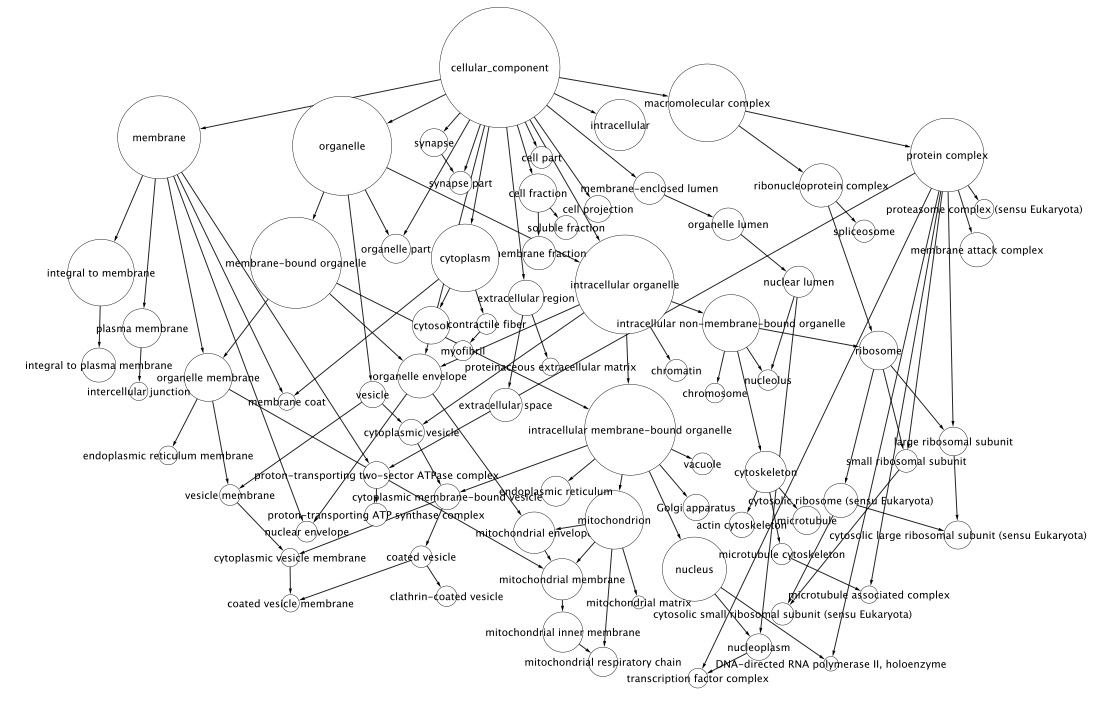 cellular_component
macromolecular complex
intracellular
membrane
organelle
synapse
cell part
protein complex
synapse part
cell fraction
membrane-enclosed lumen
ribonucleoprotein complex
cell projection
proteasome complex (sensu Eukaryota)
organelle lumen
soluble fraction
spliceosome
organelle part
membrane fraction
membrane attack complex
cytoplasm
membrane-bound organelle
integral to membrane
intracellular organelle
nuclear lumen
extracellular region
cytosol
contractile fiber
intracellular non-membrane-bound organelle
plasma membrane
myofibril
ribosome
integral to plasma membrane
proteinaceous extracellular matrix
chromatin
organelle membrane
organelle envelope
nucleolus
intercellular junction
vesicle
chromosome
membrane coat
extracellular space
cytoplasmic vesicle
intracellular membrane-bound organelle
large ribosomal subunit
endoplasmic reticulum membrane
small ribosomal subunit
vacuole
proton-transporting two-sector ATPase complex
cytoskeleton
vesicle membrane
cytoplasmic membrane-bound vesicle
endoplasmic reticulum
cytosolic ribosome (sensu Eukaryota)
Golgi apparatus
proton-transporting ATP synthase complex
mitochondrion
actin cytoskeleton
microtubule
nuclear envelope
mitochondrial envelope
cytosolic large ribosomal subunit (sensu Eukaryota)
cytoplasmic vesicle membrane
coated vesicle
microtubule cytoskeleton
nucleus
mitochondrial membrane
clathrin-coated vesicle
microtubule associated complex
coated vesicle membrane
mitochondrial matrix
cytosolic small ribosomal subunit (sensu Eukaryota)
mitochondrial inner membrane
nucleoplasm
mitochondrial respiratory chain
DNA-directed RNA polymerase II, holoenzyme
transcription factor complex